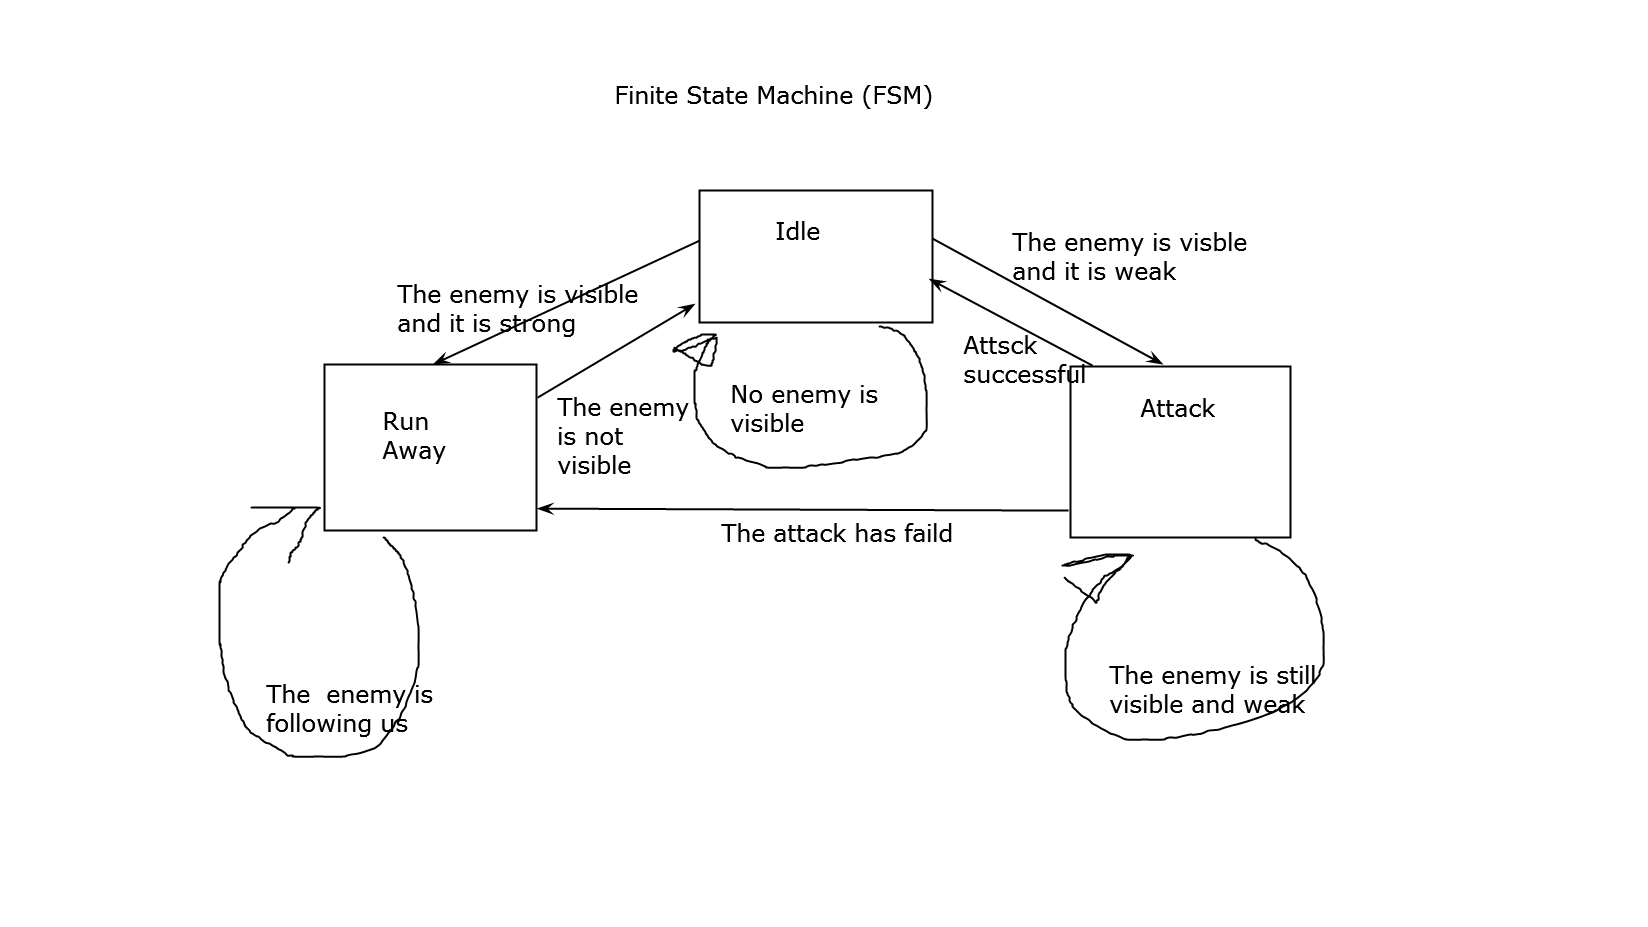 Finite State Machine (FSM)
Idle
The enemy is visble
and it is weak
The enemy is visible
and it is strong
Attsck
successful
Run
Away
The enemy
is not
visible
No enemy is
visible
Attack
The attack has faild
The  enemy is
following us
The enemy is still
visible and weak